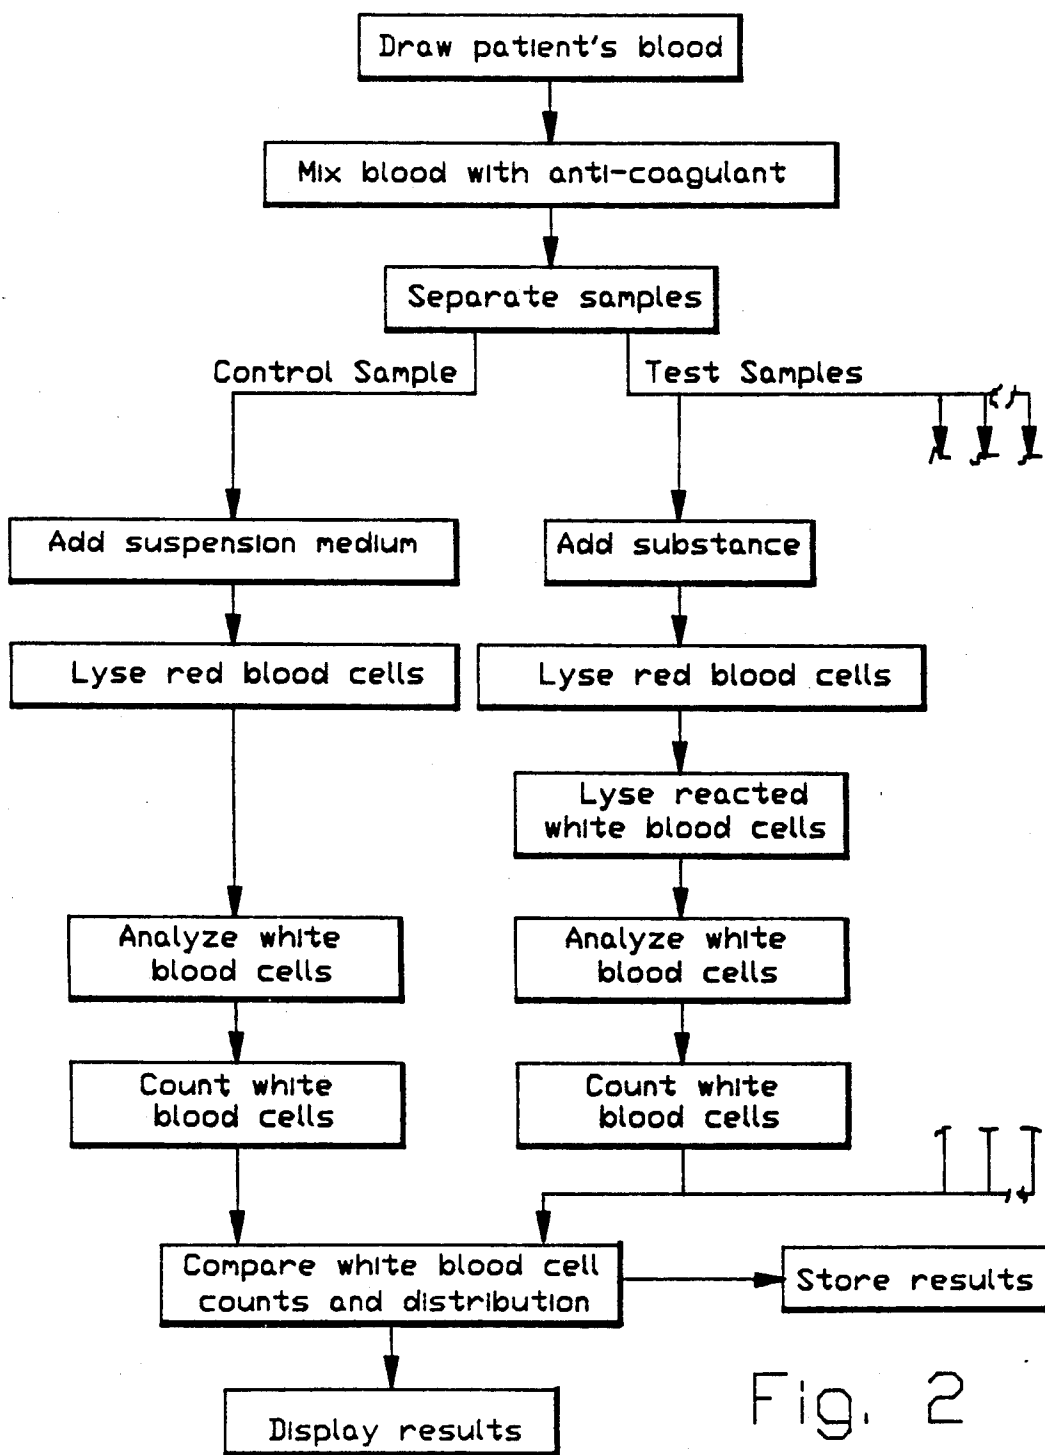 Draw patient's blood
Mix blood with anti-coagulant
Separate samples
Control Sample
Test Samples
Add suspension medium
Add substance
Lyse red blood cells
Lyse red blood cells
Lyse reacted
white blood cells
Analyze white
blood cells
Analyze white
blood cells
Count white
blood cells
Count white
blood cells
Compare white blood cell
counts and distribution
Store results
Display results
Fig. 2